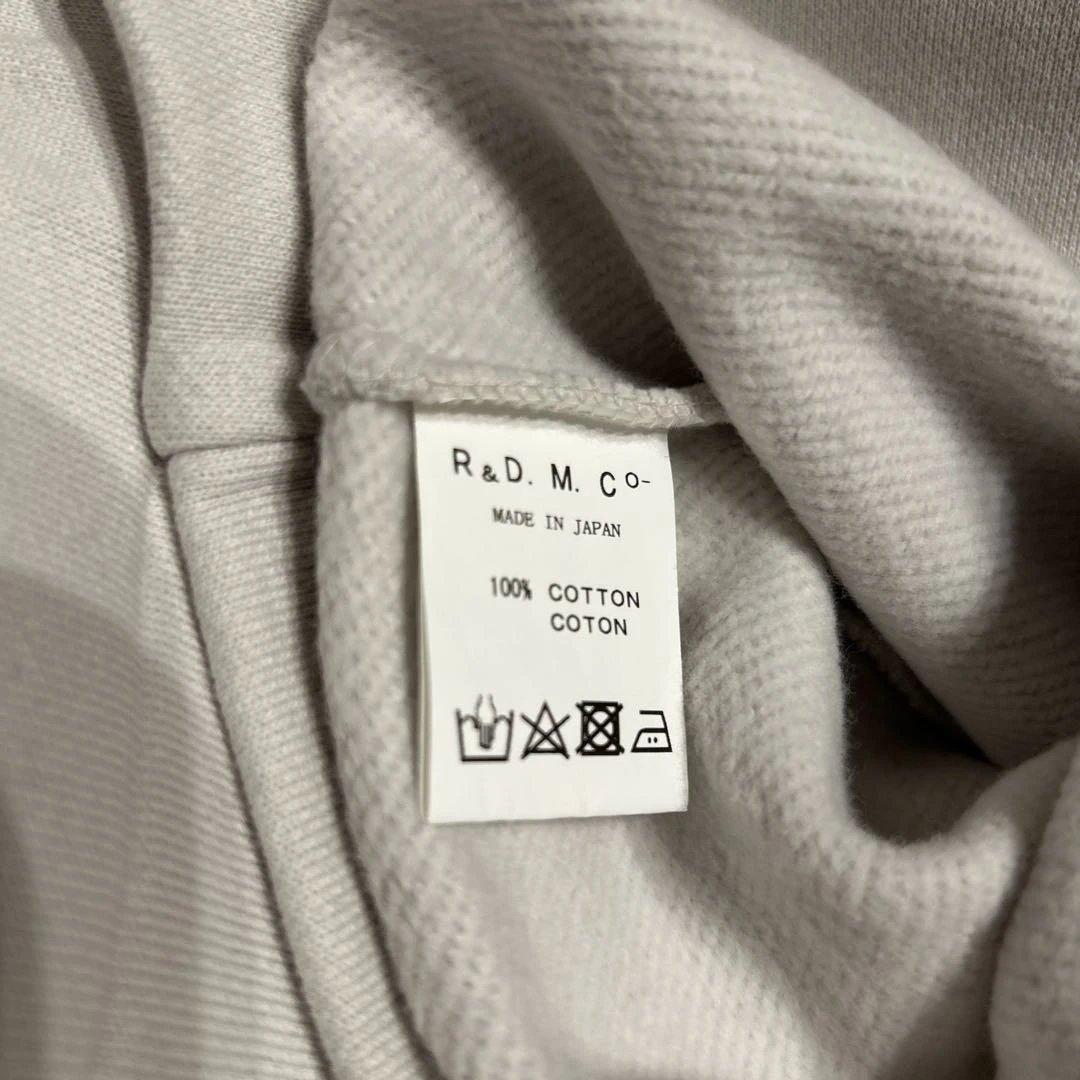 R & D. M. Co-
MADE IN JAPAN
100% COTTON
COTON